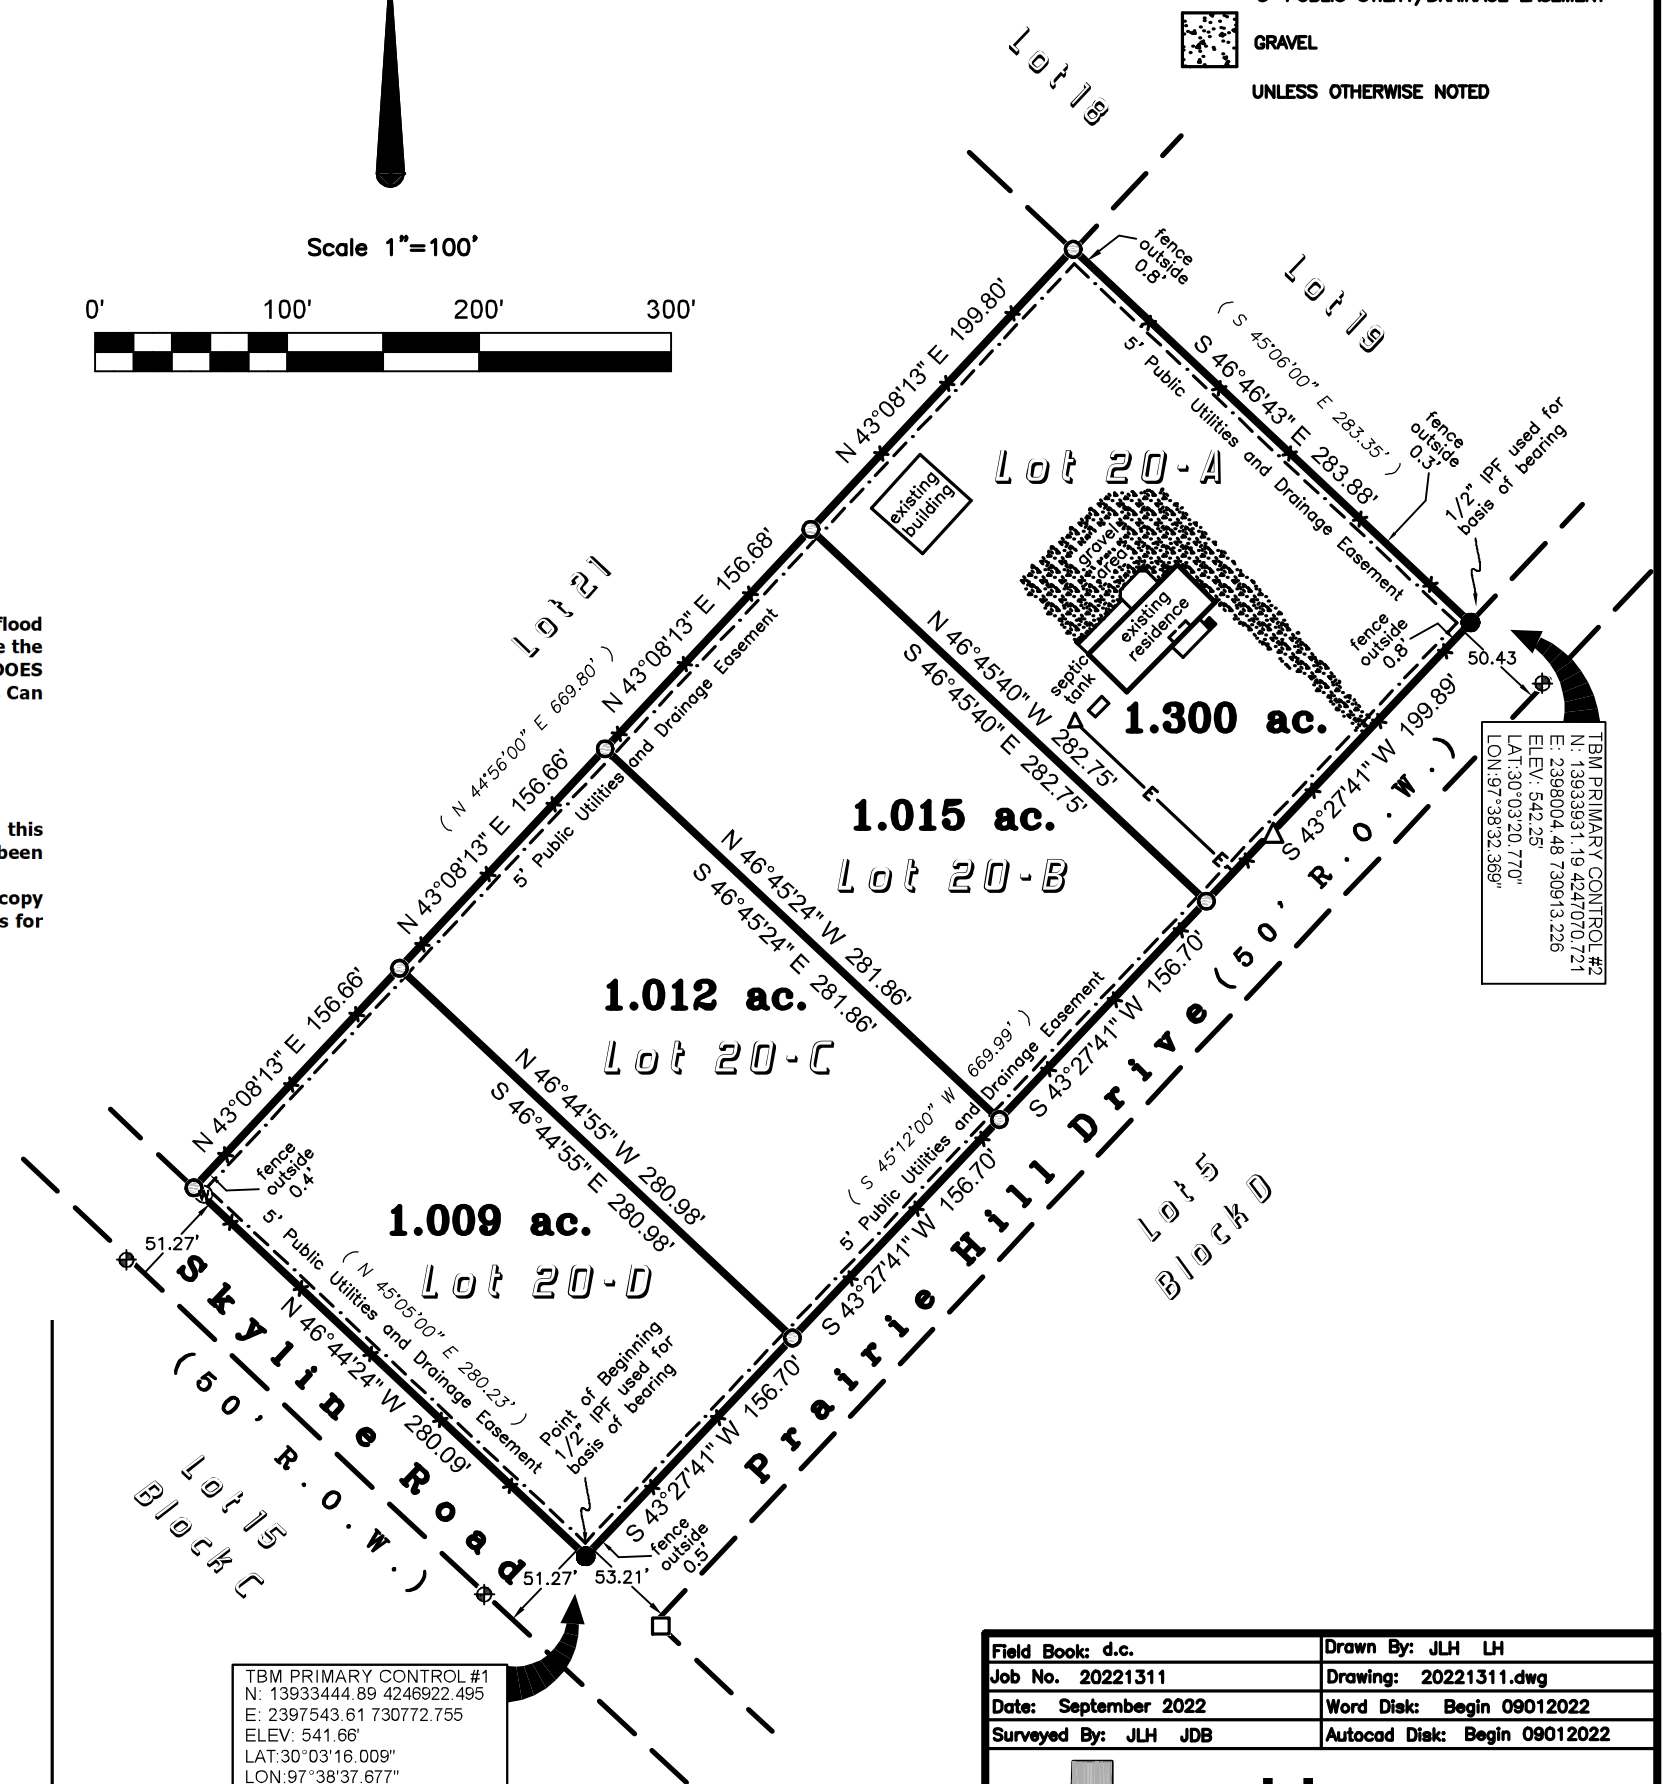 GRAVEL
UNLESS OTHERWISE NOTED
Scale 1"=100'
0' 100' 200' 300'
Lot 18
Lot 19
Lot 21
fence
outside
0.8'
( S 45°06'00" E 283.35' )
S 46°46'43" E 283.88'
5' Public Utilities and Drainage Easement
fence
outside
0.3'
1/2" IPF used for
basis of bearing
N 43°08'13" E 199.80'
Lot 20-A
existing
building
gravel
area
existing
residence
septic
tank
1.300 ac.
fence
outside
0.8'
50.43
S 43°27'41" W 199.89'
E
E
TBM PRIMARY CONTROL #2
N: 13933931.19 4247070.721
E: 2398004.48 730913.226
ELEV: 542.25'
LAT:30°03'20.770"
LON:97°38'32.369"
N 43°08'13" E 156.68'
N 46°45'40" W 282.75'
S 46°45'40" E 282.75'
( N 44°56'00" E 669.80' )
5' Public Utilities and Drainage Easement
1.015 ac.
Lot 20-B
N 43°08'13" E 156.66'
N 46°45'24" W 281.86'
S 46°45'24" E 281.86'
S 43°27'41" W 156.70'
1.012 ac.
Lot 20-C
N 43°08'13" E 156.66'
N 46°44'55" W 280.98'
S 46°44'55" E 280.98'
( S 45°12'00" W 669.99' )
5' Public Utilities and Drainage Easement
S 43°27'41" W 156.70'
Prairie Hill Drive (50' R.O.W.)
Lot 5
Block D
fence
outside
0.4'
51.27'
1.009 ac.
Lot 20-D
5' Public Utilities and Drainage Easement
( N 45°05'00" E 280.23' )
N 46°44'24" W 280.09'
Skyline Road
(50' R.O.W.)
Lot 15
Block C
Point of Beginning
1/2" IPF used for
basis of bearing
S 43°27'41" W 156.70'
fence
outside
0.5'
51.27'
53.21'
TBM PRIMARY CONTROL #1
N: 13933444.89 4246922.495
E: 2397543.61 730772.755
ELEV: 541.66'
LAT:30°03'16.009"
LON:97°38'37.677"
flood
e the
DOES
Can
this
been
copy
s for
Field Book: d.c. Drawn By: JLH LH
Job No. 20221311 Drawing: 20221311.dwg
Date: September 2022 Word Disk: Begin 09012022
Surveyed By: JLH JDB Autocad Disk: Begin 09012022